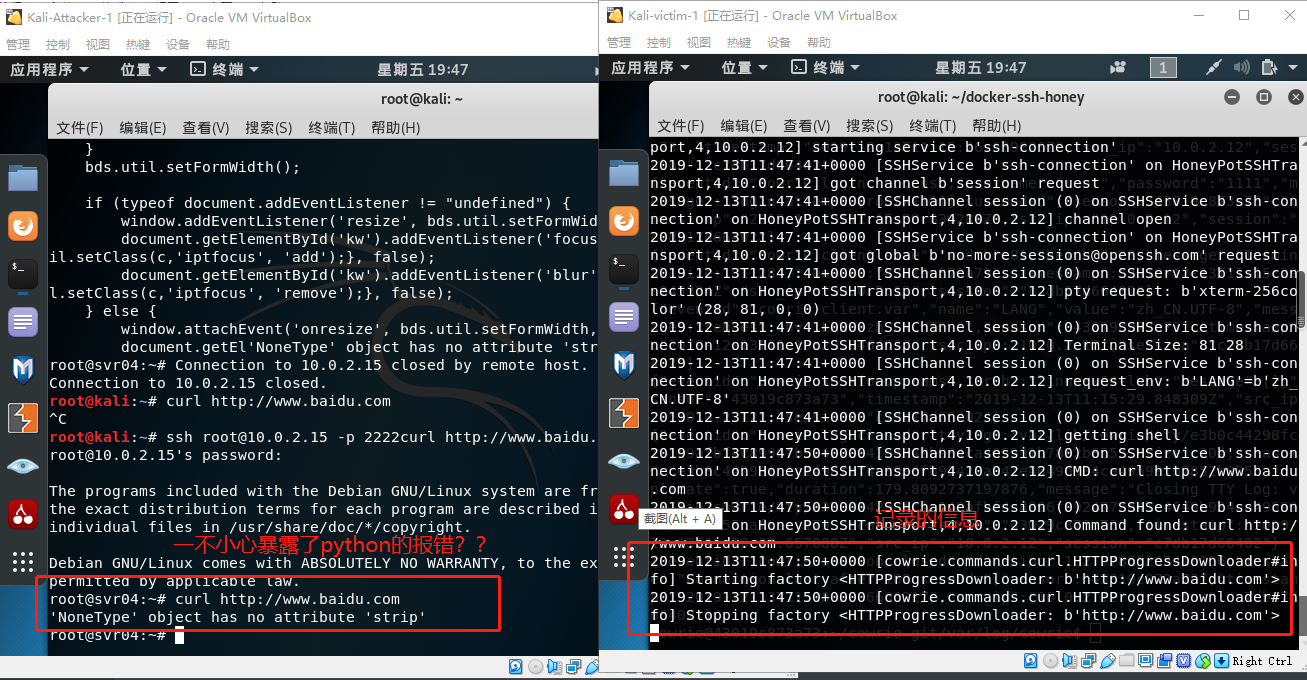 Kali-Attacker-1 [正在运行] - Oracle VM VirtualBox
管理 控制 视图 热键 设备 帮助
应用程序 位置 终端 星期五 19:47
root@kali: ~
文件(F) 编辑(E) 查看(V) 搜索(S) 终端(T) 帮助(H)
}
bds.util.setFormWidth();
if (typeof document.addEventListener != "undefined") {
window.addEventListener('resize', bds.util.setFormWid
document.getElementById('kw').addEventListener('focus
il.setClass(c,'iptfocus', 'add');}, false);
document.getElementById('kw').addEventListener('blur'
l.setClass(c,'iptfocus', 'remove');}, false);
} else {
window.attachEvent('onresize', bds.util.setFormWidth,
document.getEl'NoneType' object has no attribute 'str
root@svr04:~# Connection to 10.0.2.15 closed by remote host.
Connection to 10.0.2.15 closed.
root@kali:~# curl http://www.baidu.com
^C
root@kali:~# ssh root@10.0.2.15 -p 2222curl http://www.baidu.
root@10.0.2.15's password:
The programs included with the Debian GNU/Linux system are fr
the exact distribution terms for each program are described i
individual files in /usr/share/doc/*/copyright.
一不小心暴露了python的报错？？
Debian GNU/Linux comes with ABSOLUTELY NO WARRANTY, to the ex
permitted by applicable law.
root@svr04:~# curl http://www.baidu.com
'NoneType' object has no attribute 'strip'
root@svr04:~#
Kali-victim-1 [正在运行] - Oracle VM VirtualBox
管理 控制 视图 热键 设备 帮助
应用程序 位置 终端 星期五 19:47 1
root@kali: ~/docker-ssh-honey
文件(F) 编辑(E) 查看(V) 搜索(S) 终端(T) 帮助(H)
port,4,10.0.2.12] starting service b'ssh-connection'
2019-12-13T11:47:41+0000 [SSHService b'ssh-connection' on HoneyPotSSHTra
nsport,4,10.0.2.12] got channel b'session' request
2019-12-13T11:47:41+0000 [SSHChannel session (0) on SSHService b'ssh-con
nection' on HoneyPotSSHTransport,4,10.0.2.12] channel open
2019-12-13T11:47:41+0000 [SSHService b'ssh-connection' on HoneyPotSSHTra
nsport,4,10.0.2.12] got global b'no-more-sessions@openssh.com' request
2019-12-13T11:47:41+0000 [SSHChannel session (0) on SSHService b'ssh-con
nection' on HoneyPotSSHTransport,4,10.0.2.12] pty request: b'xterm-256co
lor' (28, 81, 0, 0)
2019-12-13T11:47:41+0000 [SSHChannel session (0) on SSHService b'ssh-con
nection' on HoneyPotSSHTransport,4,10.0.2.12] Terminal Size: 81 28
2019-12-13T11:47:41+0000 [SSHChannel session (0) on SSHService b'ssh-con
nection' on HoneyPotSSHTransport,4,10.0.2.12] request_env: b'LANG'=b'zh_
CN.UTF-8'
2019-12-13T11:47:41+0000 [SSHChannel session (0) on SSHService b'ssh-con
nection' on HoneyPotSSHTransport,4,10.0.2.12] getting shell
2019-12-13T11:47:50+0000 [SSHChannel session (0) on SSHService b'ssh-con
nection' on HoneyPotSSHTransport,4,10.0.2.12] CMD: curl http://www.baidu
.com
2019-12-13T11:47:50+0000 [SSHChannel session (0) on SSHService b'ssh-con
截图(Alt + A)
记录的信息
nection' on HoneyPotSSHTransport,4,10.0.2.12] Command found: curl http:/
/www.baidu.com
2019-12-13T11:47:50+0000 [cowrie.commands.curl.HTTPProgressDownloader#in
fo] Starting factory <HTTPProgressDownloader: b'http://www.baidu.com'>
2019-12-13T11:47:50+0000 [cowrie.commands.curl.HTTPProgressDownloader#in
fo] Stopping factory <HTTPProgressDownloader: b'http://www.baidu.com'>
Right Ctrl